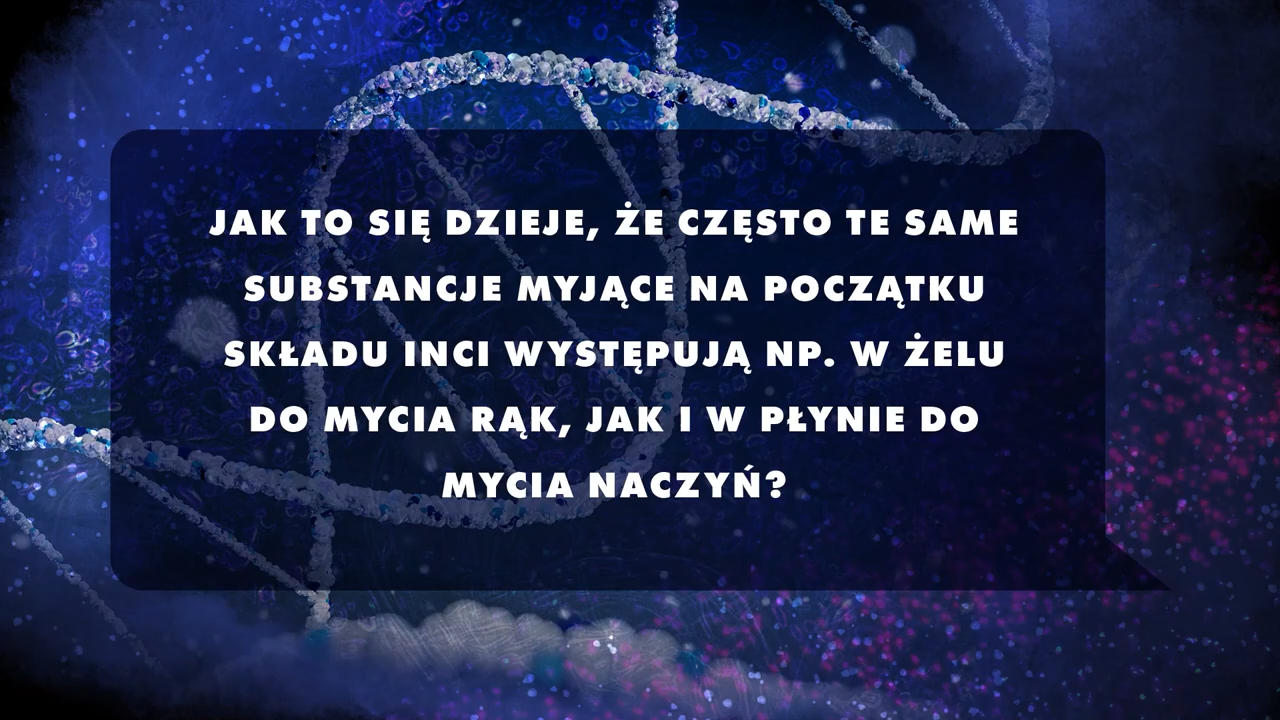 JAK TO SIĘ DZIEJE, ŻE CZĘSTO TE SAME
SUBSTANCJE MYJĄCE NA POCZĄTKU
SKŁADU INCI WYSTĘPUJĄ NP. W ŻELU
DO MYCIA RĄK, JAK I W PŁYNIE DO
MYCIA NACZYŃ?